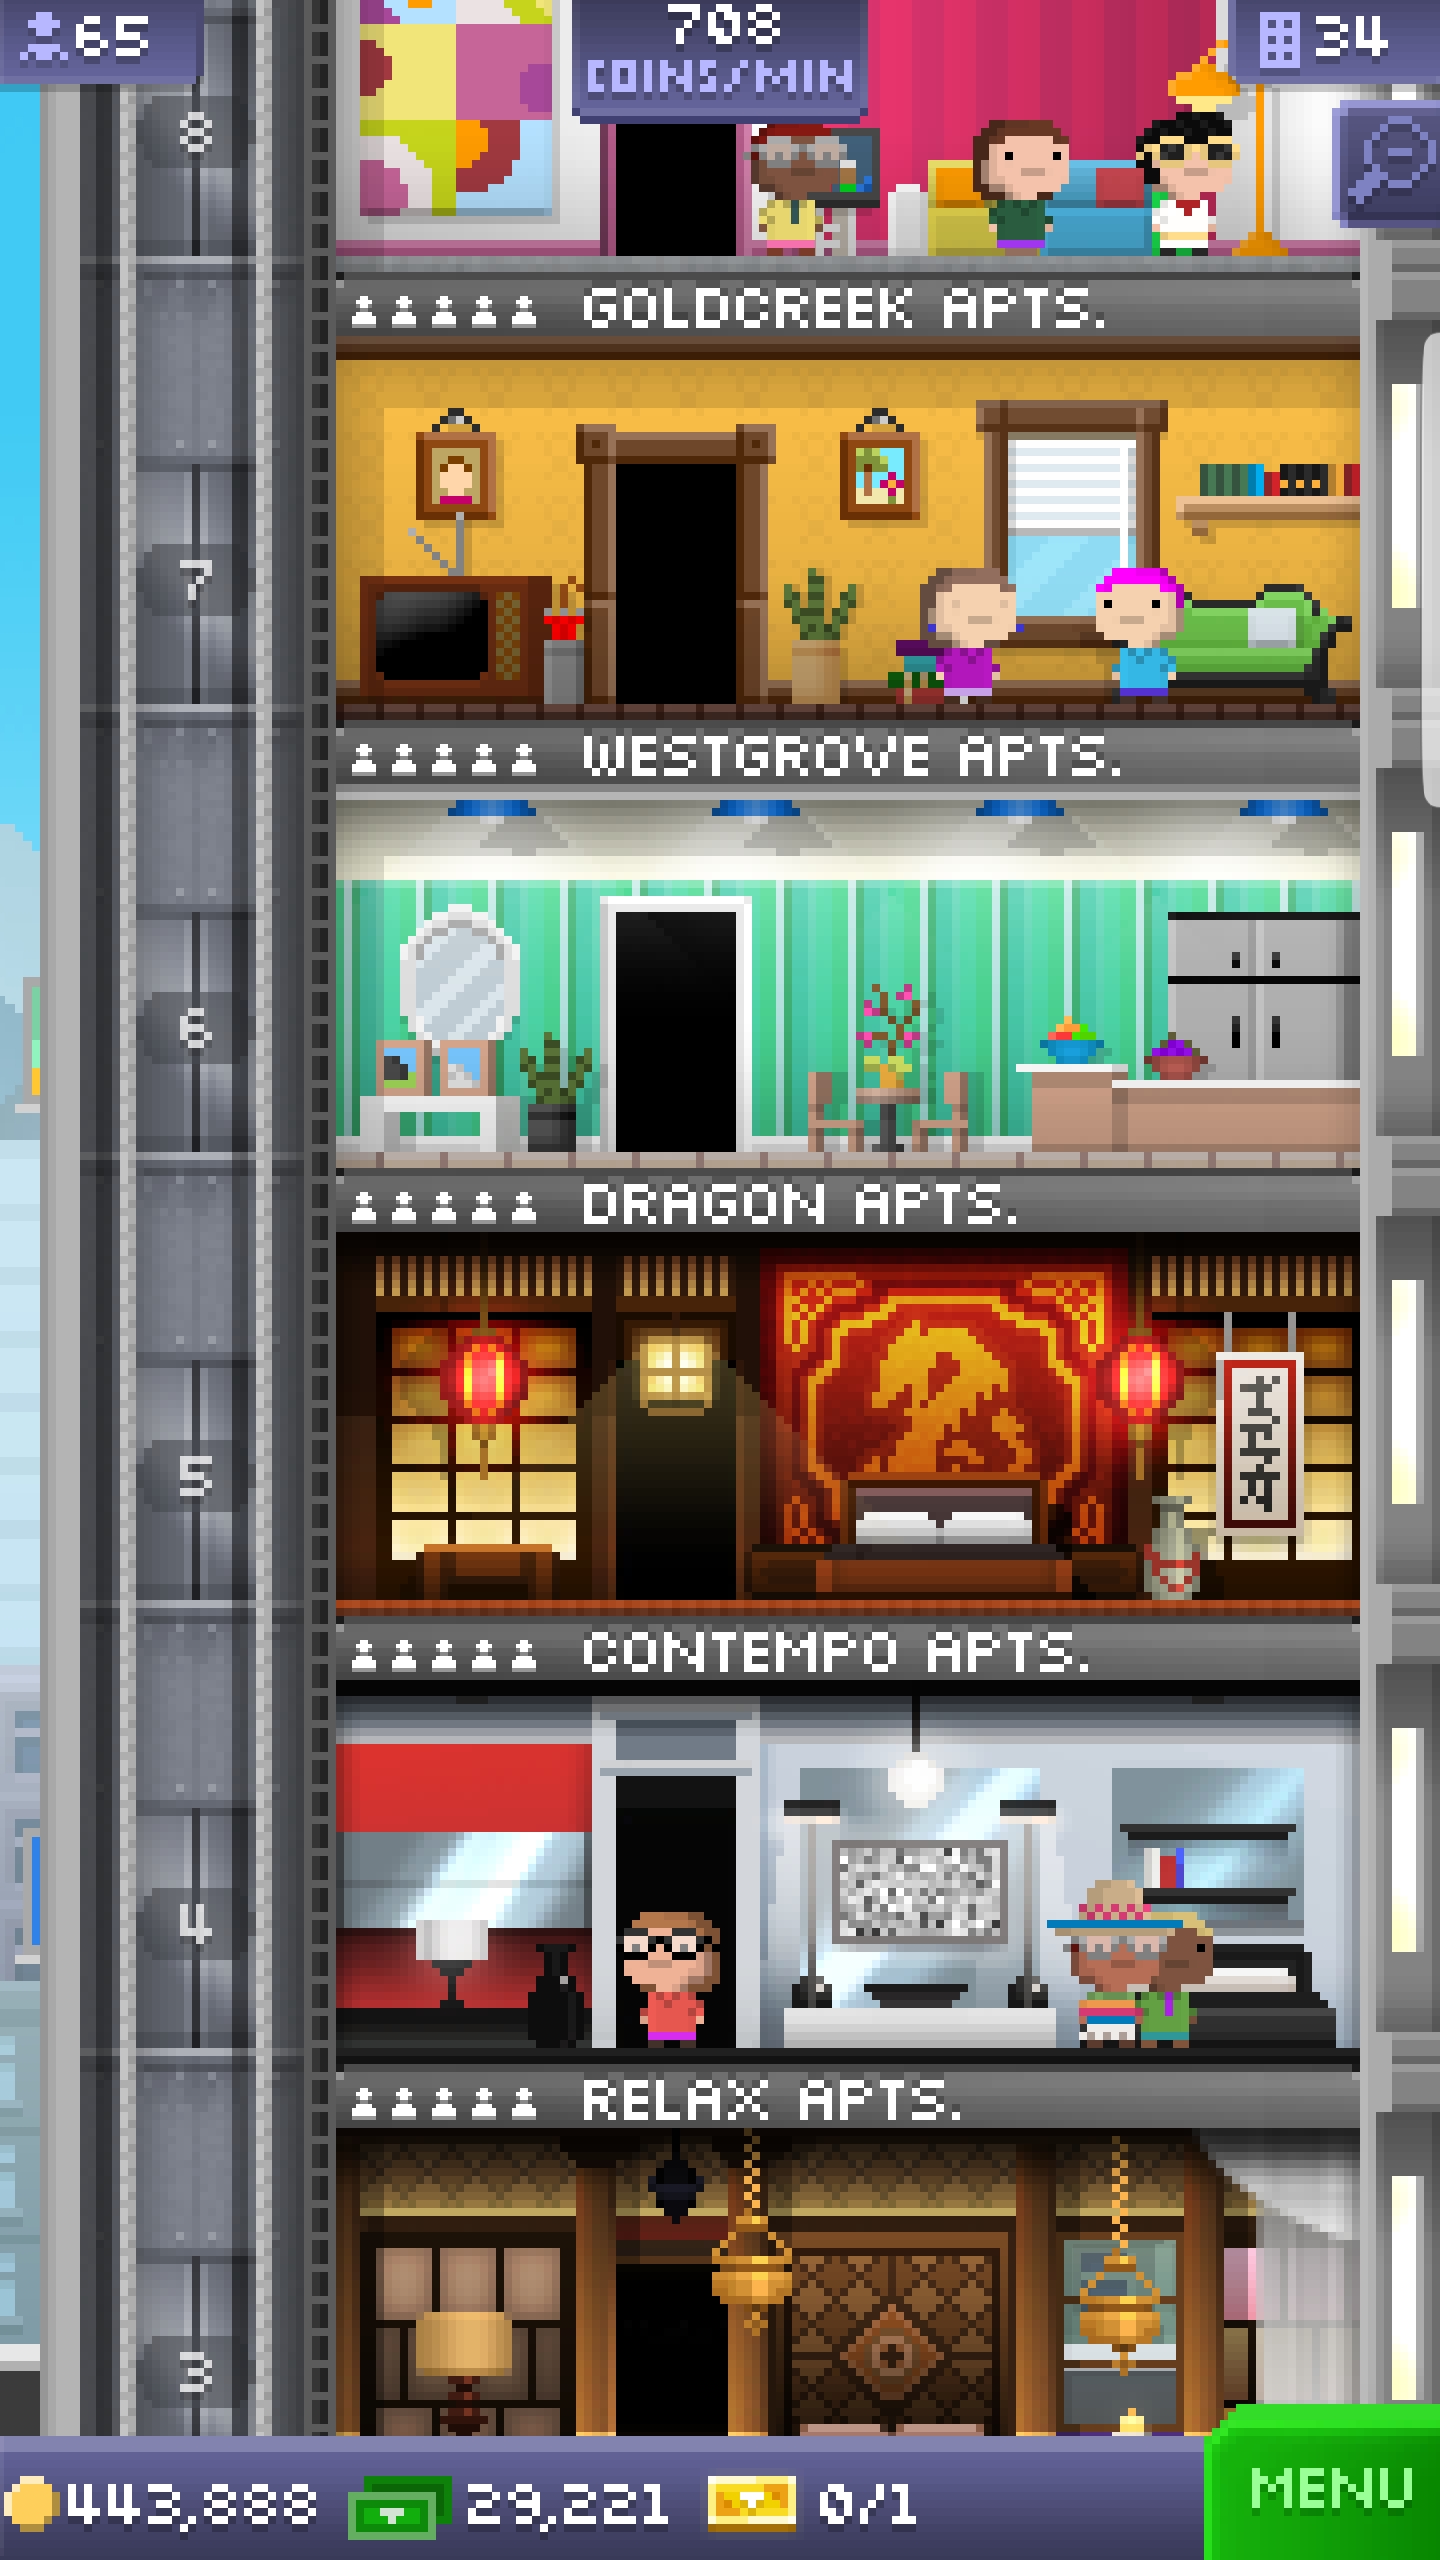 65
708
COINS/MIN
34
8
GOLDCREEK APTS.
7
WESTGROVE APTS.
6
DRAGON APTS.
5
CONTEMPO APTS.
4
RELAX APTS.
3
443,888
29,221
0/1
MENU